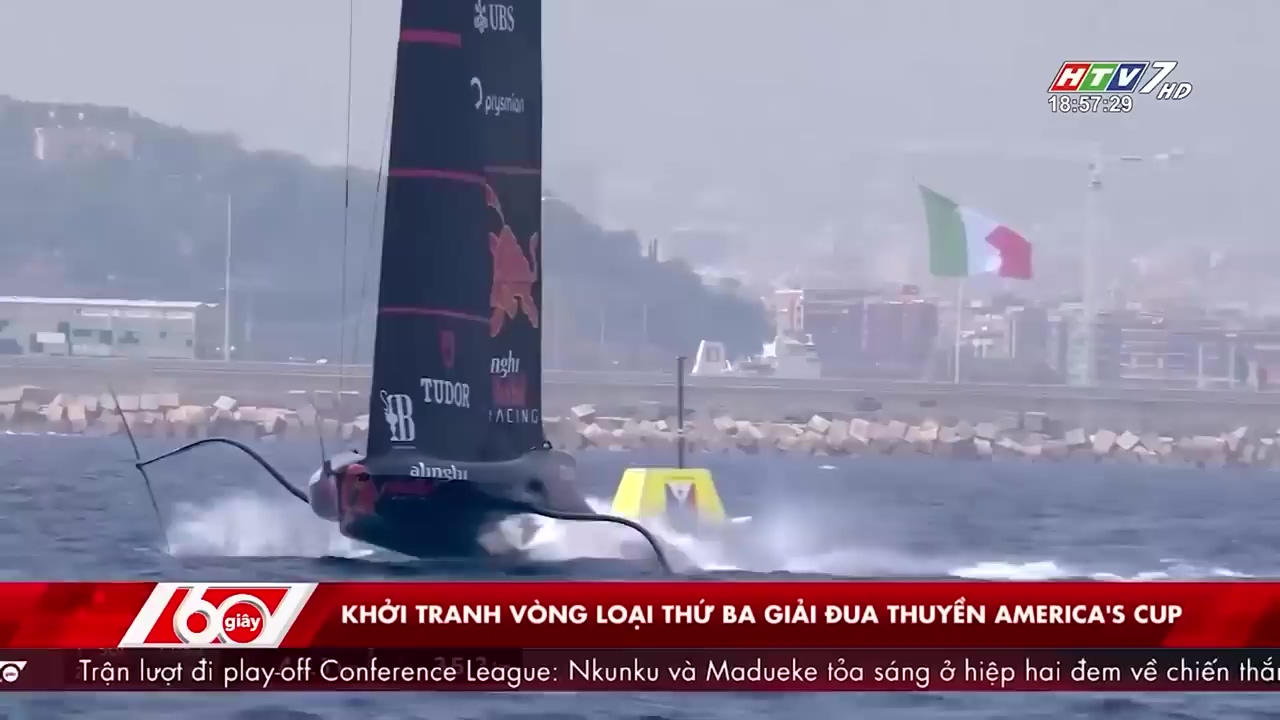 UBS
prysmian
HTV7 HD
18:57:29
TUDOR
B
nghi
RACING
alinghi
60 giây
KHỞI TRANH VÒNG LOẠI THỨ BA GIẢI ĐUA THUYỀN AMERICA'S CUP
Trận lượt đi play-off Conference League: Nkunku và Madueke tỏa sáng ở hiệp hai đem về chiến thắn